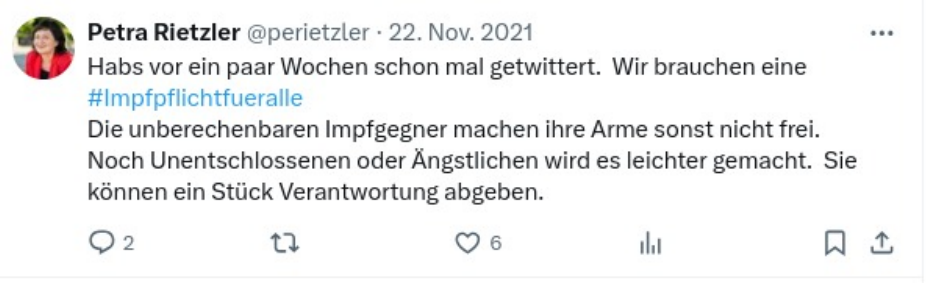 Petra Rietzler @perietzler · 22. Nov. 2021
Habs vor ein paar Wochen schon mal getwittert.  Wir brauchen eine
#Impfpflichtfueralle
Die unberechenbaren Impfgegner machen ihre Arme sonst nicht frei.
Noch Unentschlossenen oder Ängstlichen wird es leichter gemacht.  Sie
können ein Stück Verantwortung abgeben.
2 6